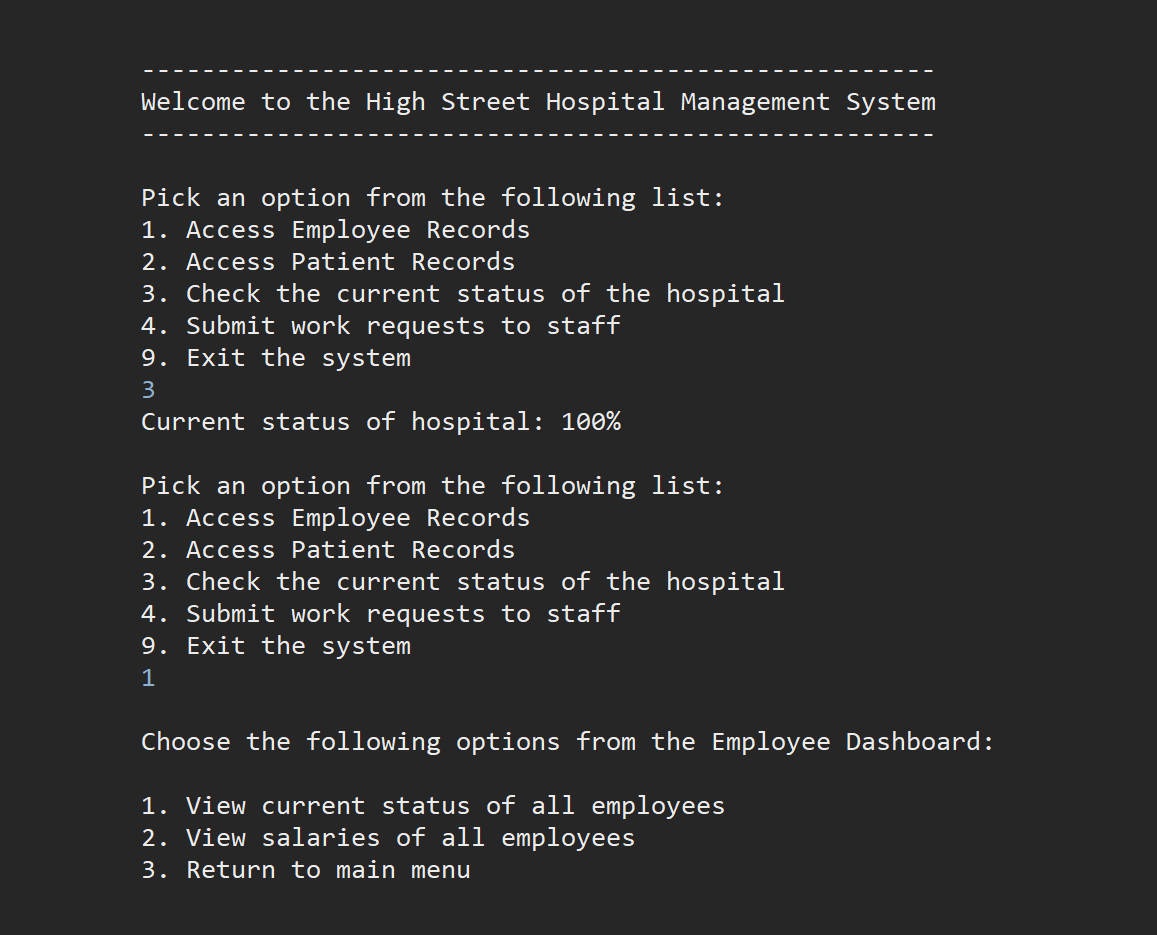 -----------------------------------------------------
Welcome to the High Street Hospital Management System
-----------------------------------------------------
Pick an option from the following list:
1. Access Employee Records
2. Access Patient Records
3. Check the current status of the hospital
4. Submit work requests to staff
9. Exit the system
3
Current status of hospital: 100%
Pick an option from the following list:
1. Access Employee Records
2. Access Patient Records
3. Check the current status of the hospital
4. Submit work requests to staff
9. Exit the system
1
Choose the following options from the Employee Dashboard:
1. View current status of all employees
2. View salaries of all employees
3. Return to main menu